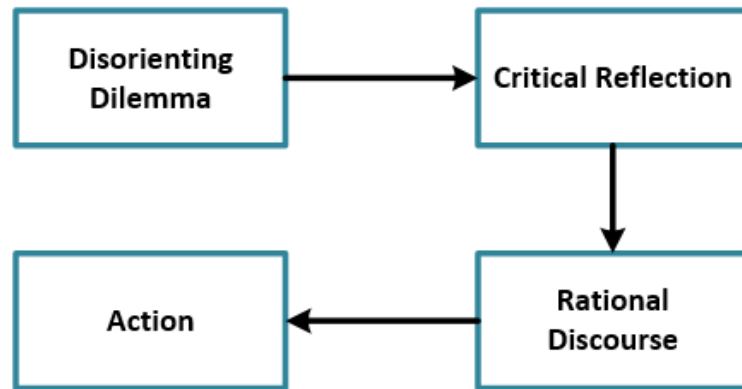 Disorienting
Dilemma
Critical Reflection
Rational
Discourse
Action